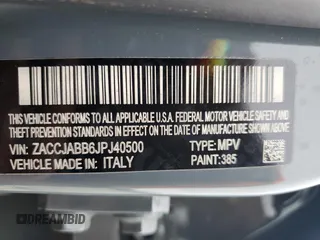 THIS VEHICLE CONFORMS TO ALL APPLICABLE U.S.A. FEDERAL MOTOR VEHICLE SAFETY
AND THEFT PREVENTION STANDARDS IN EFFECT ON THE DATE OF MANUFACTURE SHOWN ABOVE.
VIN: ZACCJABB6JPJ40500 TYPE: MPV
VEHICLE MADE IN: ITALY PAINT: 385
DREAMBID